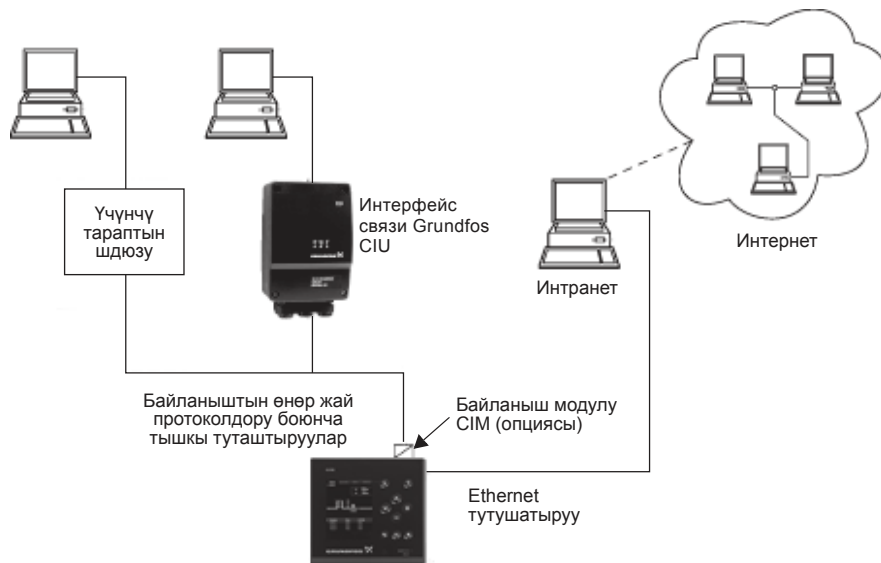 Үчүнчү
тараптын
шдюзу
Интерфейс
связи Grundfos
CIU
Интернет
Интранет
Байланыштын өнөр жай
протоколдору боюнча
тышкы туташтыруулар
Байланыш модулу
CIM (опциясы)
Ethernet
тутушатыруу